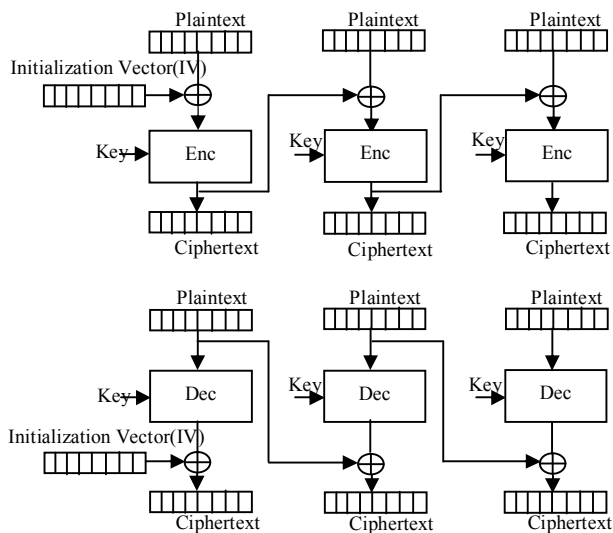 Plaintext Plaintext Plaintext
Initialization Vector(IV)
Key Enc Key Enc Key Enc
Ciphertext Ciphertext Ciphertext
Plaintext Plaintext Plaintext
Key Dec Key Dec Key Dec
Initialization Vector(IV)
Ciphertext Ciphertext Ciphertext